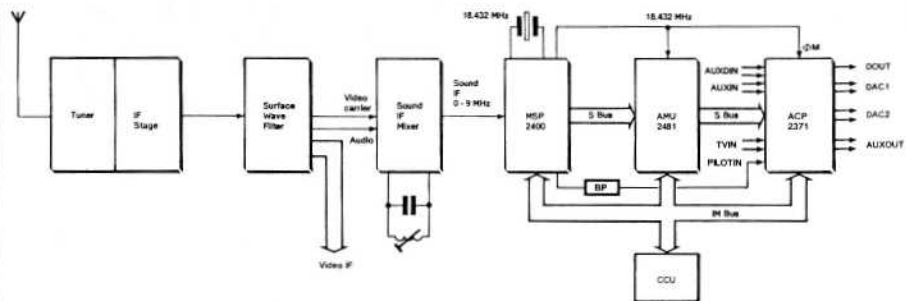 18.432 MHz
18.432 MHz
ΦM
Tuner
IF
Stage
Surface
Wave
Filter
Video
carrier
Audio
Sound
IF
Mixer
Sound
IF
0 - 9 MHz
MSP
2400
S Bus
AMU
2481
S Bus
AUXDIN
AUXIN
TVIN
PILOTIN
ACP
2371
DOUT
DAC1
DAC2
AUXOUT
BP
IM Bus
Video IF
CCU